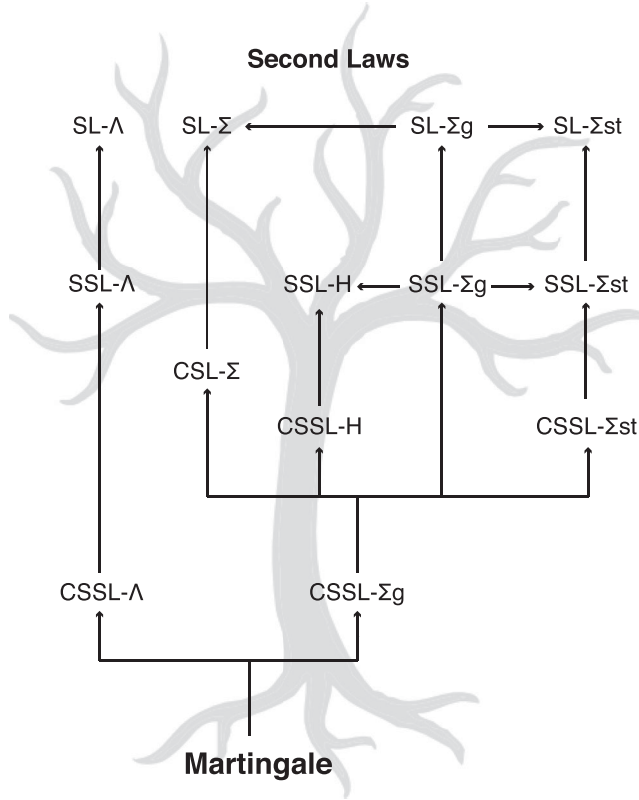 Second Laws
SL-Λ SL-Σ SL-Σg SL-Σst
SSL-Λ SSL-H SSL-Σg SSL-Σst
CSL-Σ
CSSL-H CSSL-Σst
CSSL-Λ CSSL-Σg
Martingale